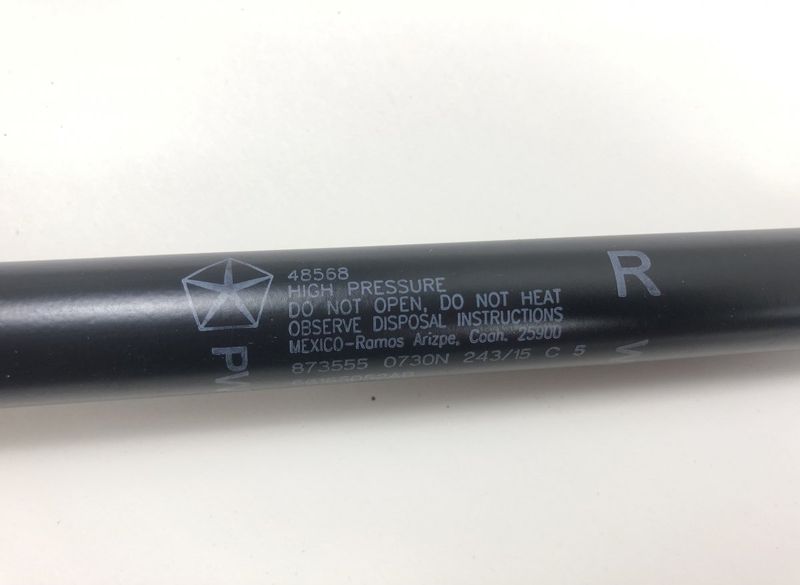 48568
HIGH PRESSURE
DO NOT OPEN, DO NOT HEAT
OBSERVE DISPOSAL INSTRUCTIONS
MEXICO-Ramos Arizpe, Coah. 25900
873555 0730N 243/15 C 5
R